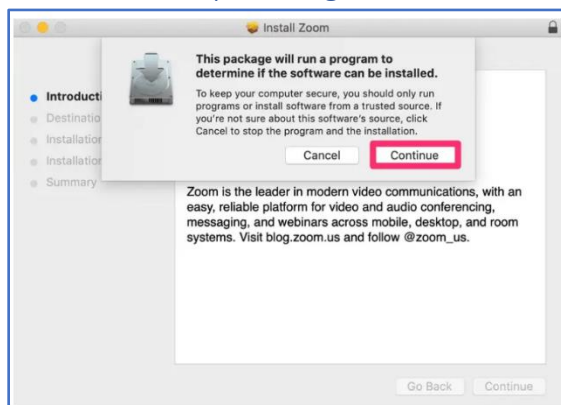 Install Zoom
This package will run a program to
determine if the software can be installed.
To keep your computer secure, you should only run
programs or install software from a trusted source. If
you're not sure about this software's source, click
Cancel to stop the program and the installation.
Cancel
Continue
Introducti
Destinatio
Installation
Installation
Summary
Zoom is the leader in modern video communications, with an
easy, reliable platform for video and audio conferencing,
messaging, and webinars across mobile, desktop, and room
systems. Visit blog.zoom.us and follow @zoom_us.
Go Back
Continue